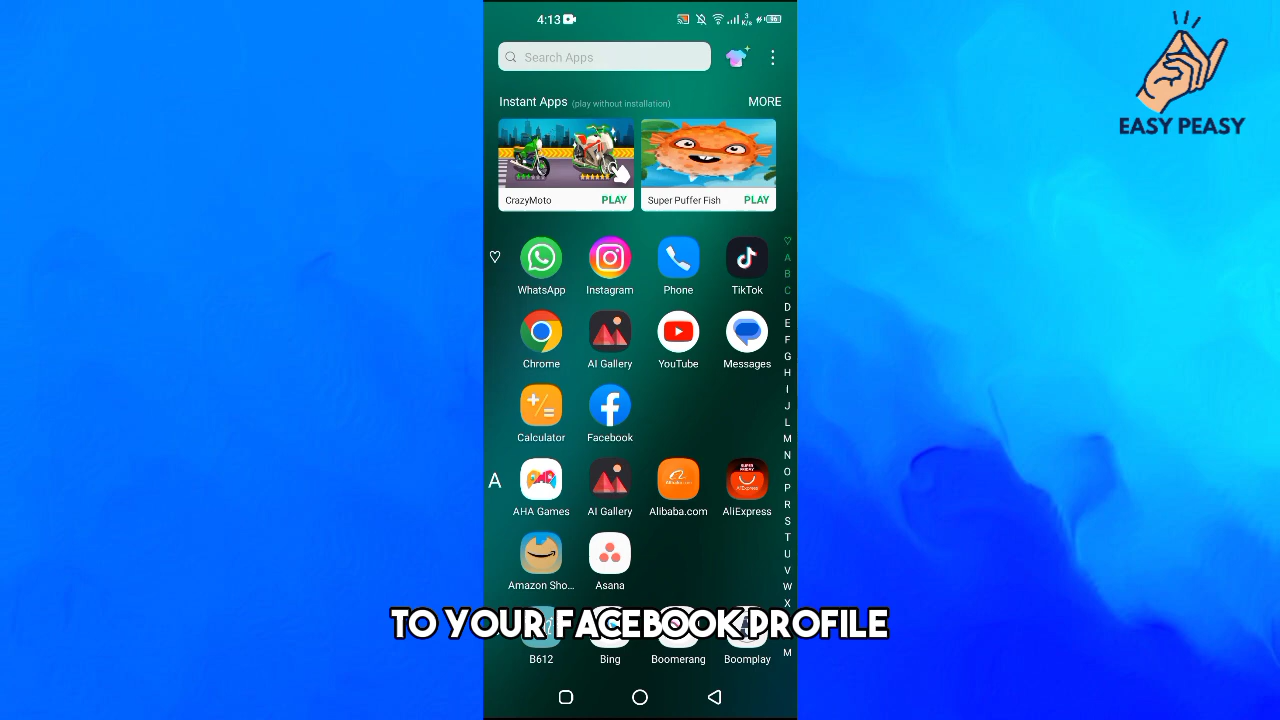 4:13
3
K/s
96
Search Apps
Instant Apps (play without installation) MORE
CrazyMoto PLAY
Super Puffer Fish PLAY
WhatsApp Instagram Phone TikTok
Chrome AI Gallery YouTube Messages
Calculator Facebook
A
AHA Games AI Gallery Alibaba.com AliExpress
Amazon Sho... Asana
B612 Bing Boomerang Boomplay
A
B
C
D
E
F
G
H
I
J
L
M
N
O
P
R
S
T
U
V
W
X
M
TO YOUR FACEBOOK PROFILE
EASY PEASY